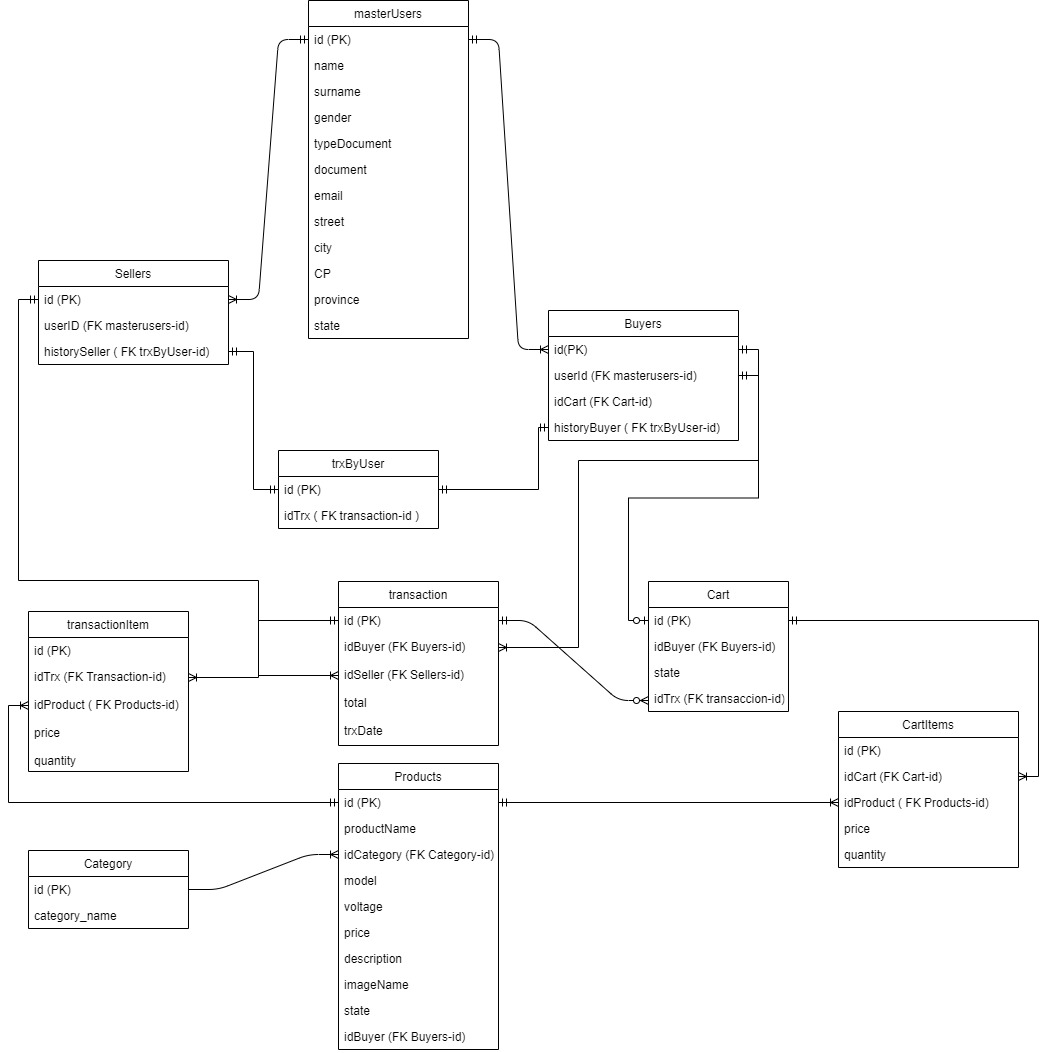 masterUsers
id (PK)
name
surname
gender
typeDocument
document
email
street
city
CP
province
state
Sellers
id (PK)
userID (FK masterusers-id)
historySeller ( FK trxByUser-id)
Buyers
id(PK)
userId (FK masterusers-id)
idCart (FK Cart-id)
historyBuyer ( FK trxByUser-id)
trxByUser
id (PK)
idTrx ( FK transaction-id )
transaction
id (PK)
idBuyer (FK Buyers-id)
idSeller (FK Sellers-id)
total
trxDate
Cart
id (PK)
idBuyer (FK Buyers-id)
state
idTrx (FK transaccion-id)
transactionItem
id (PK)
idTrx (FK Transaction-id)
idProduct ( FK Products-id)
price
quantity
CartItems
id (PK)
idCart (FK Cart-id)
idProduct ( FK Products-id)
price
quantity
Products
id (PK)
productName
idCategory (FK Category-id)
model
voltage
price
description
imageName
state
idBuyer (FK Buyers-id)
Category
id (PK)
category_name